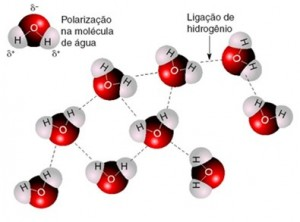 δ-
Polarização
na molécula
de água
Ligação de
hidrogênio
O
H H
δ+ δ+
O
H H
O
H H
O
H H
O
H H
O
H H
O
H H
O
H H
O
H H
O
H H